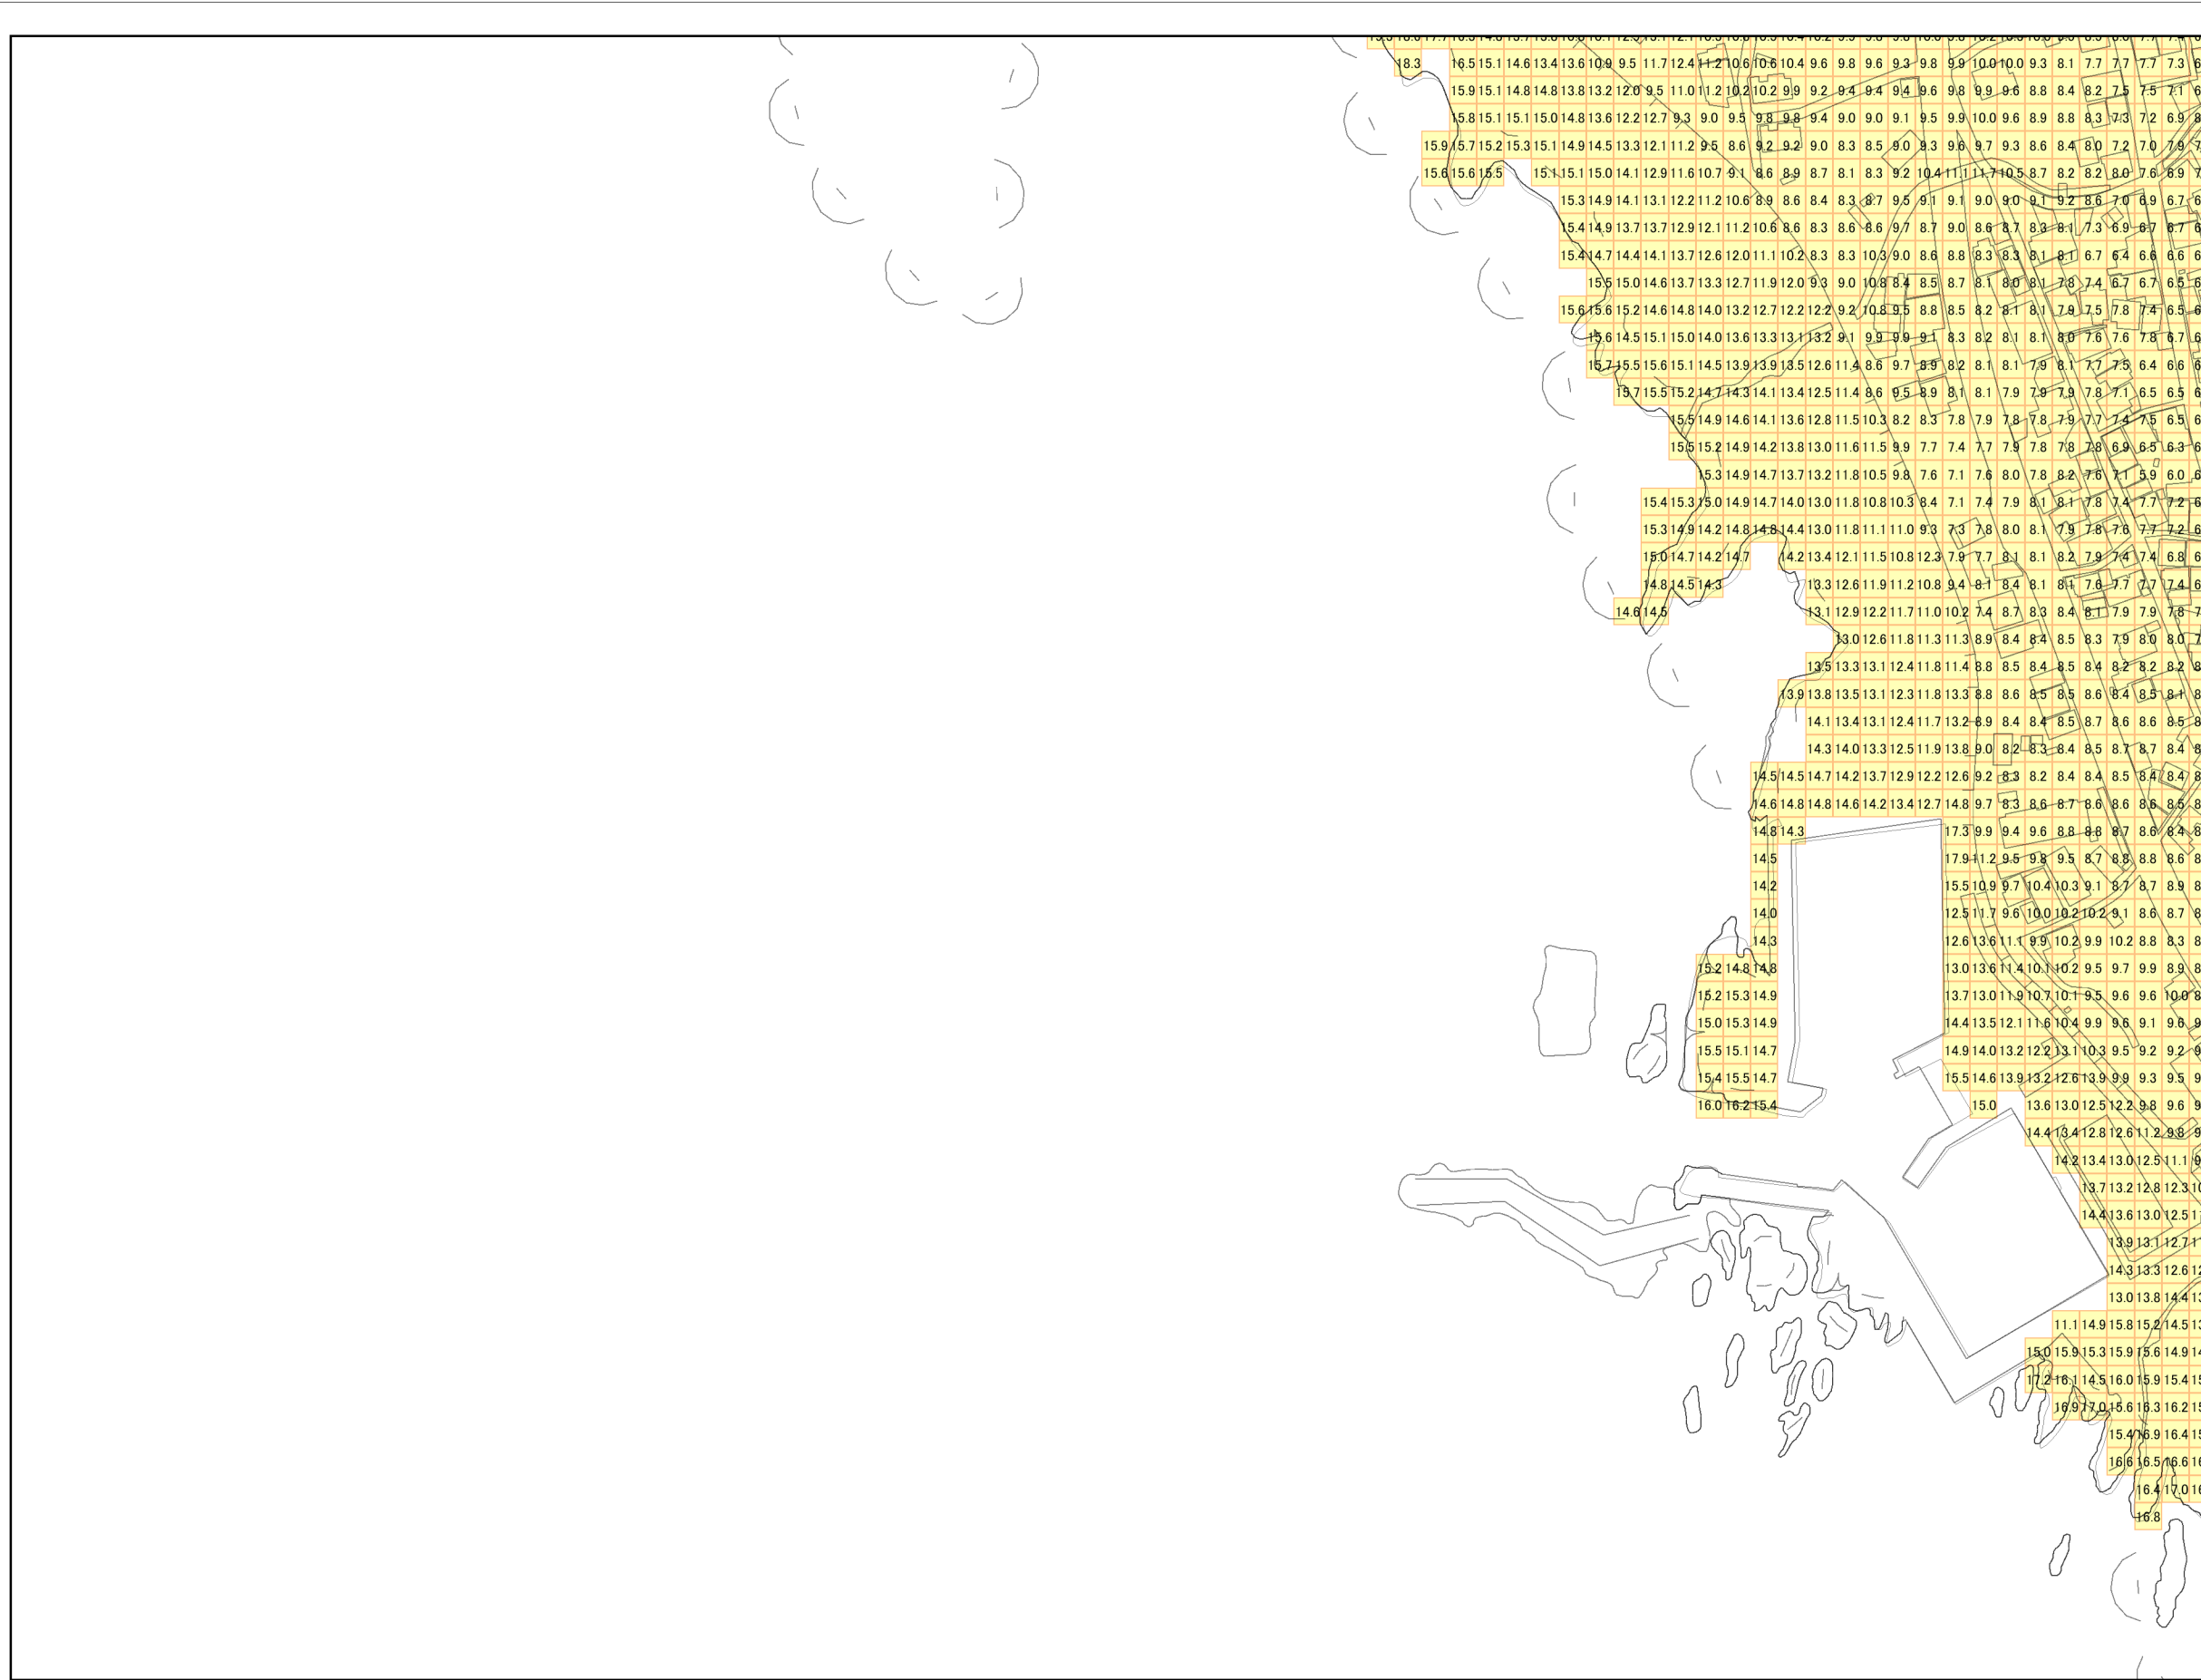 18.3 16.5 15.1 14.6 13.4 13.6 10.9 9.5 11.7 12.4 11.2 10.6 10.6 10.4 9.6 9.8 9.6 9.3 9.8 9.9 10.0 10.0 9.3 8.1 7.7 7.7 7.7 7.3
15.9 15.1 14.8 14.8 13.8 13.2 12.0 9.5 11.0 11.2 10.2 10.2 9.9 9.2 9.4 9.4 9.4 9.6 9.8 9.9 9.6 8.8 8.4 8.2 7.5 7.5 7.1
15.8 15.1 15.1 15.0 14.8 13.6 12.2 12.7 9.3 9.0 9.5 9.8 9.8 9.4 9.0 9.0 9.1 9.5 9.9 10.0 9.6 8.9 8.8 8.3 7.3 7.2 6.9
15.9 15.7 15.2 15.3 15.1 14.9 14.5 13.3 12.1 11.2 9.5 8.6 9.2 9.2 9.0 8.3 8.5 9.0 9.3 9.6 9.7 9.3 8.6 8.4 8.0 7.2 7.0 7.9
15.6 15.6 15.5 15.1 15.1 15.0 14.1 12.9 11.6 10.7 9.1 8.6 8.9 8.7 8.1 8.3 9.2 10.4 11.1 11.7 10.5 8.7 8.2 8.2 8.0 7.6 6.9
15.3 14.9 14.1 13.1 12.2 11.2 10.6 8.9 8.6 8.4 8.3 8.7 9.5 9.1 9.1 9.0 9.0 9.1 9.2 8.6 7.0 6.9 6.7
15.4 14.9 13.7 13.7 12.9 12.1 11.2 10.6 8.6 8.3 8.6 8.6 9.7 8.7 9.0 8.6 8.7 8.3 8.1 7.3 6.9 6.7 6.7
15.4 14.7 14.4 14.1 13.7 12.6 12.0 11.1 10.2 8.3 8.3 10.3 9.0 8.6 8.8 8.3 8.3 8.1 8.1 6.7 6.4 6.6 6.6
15.5 15.0 14.6 13.7 13.3 12.7 11.9 12.0 9.3 9.0 10.8 8.4 8.5 8.7 8.1 8.0 8.1 7.8 7.4 6.7 6.7 6.5
15.6 15.6 15.2 14.6 14.8 14.0 13.2 12.7 12.2 12.2 9.2 10.8 9.5 8.8 8.5 8.2 8.1 8.1 7.9 7.5 7.8 7.4 6.5
15.6 14.5 15.1 15.0 14.0 13.6 13.3 13.1 13.2 9.1 9.9 9.9 9.1 8.3 8.2 8.1 8.1 8.0 7.6 7.6 7.8 6.7
15.7 15.5 15.6 15.1 14.5 13.9 13.9 13.5 12.6 11.4 8.6 9.7 8.9 8.2 8.1 8.1 7.9 8.1 7.7 7.5 6.4 6.6
15.7 15.5 15.2 14.7 14.3 14.1 13.4 12.5 11.4 8.6 9.5 8.9 8.1 8.1 7.9 7.9 7.9 7.8 7.1 6.5 6.5
15.5 14.9 14.6 14.1 13.6 12.8 11.5 10.3 8.2 8.3 7.8 7.9 7.8 7.8 7.9 7.7 7.4 7.5 6.5
15.5 15.2 14.9 14.2 13.8 13.0 11.6 11.5 9.9 7.7 7.4 7.7 7.9 7.8 7.8 7.8 6.9 6.5 6.3
15.3 14.9 14.7 13.7 13.2 11.8 10.5 9.8 7.6 7.1 7.6 8.0 7.8 8.2 7.6 7.1 5.9 6.0
15.4 15.3 15.0 14.9 14.7 14.0 13.0 11.8 10.8 10.3 8.4 7.1 7.4 7.9 8.1 8.1 7.8 7.4 7.7 7.2
15.3 14.9 14.2 14.8 14.8 14.4 13.0 11.8 11.1 11.0 9.3 7.3 7.8 8.0 8.1 7.9 7.8 7.6 7.7 7.2
15.0 14.7 14.2 14.7 14.2 13.4 12.1 11.5 10.8 12.3 7.9 7.7 8.1 8.1 8.2 7.9 7.4 7.4 6.8
14.8 14.5 14.3 13.3 12.6 11.9 11.2 10.8 9.4 8.1 8.4 8.1 8.1 7.6 7.7 7.7 7.4
14.6 14.5 13.1 12.9 12.2 11.7 11.0 10.2 7.4 8.7 8.3 8.4 8.1 7.9 7.9 7.8
13.0 12.6 11.8 11.3 11.3 8.9 8.4 8.4 8.5 8.3 7.9 8.0 8.0
13.5 13.3 13.1 12.4 11.8 11.4 8.8 8.5 8.4 8.5 8.4 8.2 8.2 8.2
13.9 13.8 13.5 13.1 12.3 11.8 13.3 8.8 8.6 8.5 8.5 8.6 8.4 8.5 8.1
14.1 13.4 13.1 12.4 11.7 13.2 8.9 8.4 8.4 8.5 8.7 8.6 8.6 8.5
14.3 14.0 13.3 12.5 11.9 13.8 9.0 8.2 8.3 8.4 8.5 8.7 8.7 8.4
14.5 14.5 14.7 14.2 13.7 12.9 12.2 12.6 9.2 8.3 8.2 8.4 8.4 8.5 8.4 8.4
14.6 14.8 14.8 14.6 14.2 13.4 12.7 14.8 9.7 8.3 8.6 8.7 8.6 8.6 8.6 8.5
14.8 14.3 17.3 9.9 9.4 9.6 8.8 8.8 8.7 8.6 8.4
14.5 17.9 11.2 9.5 9.8 9.5 8.7 8.8 8.8 8.6
14.2 15.5 10.9 9.7 10.4 10.3 9.1 8.7 8.7 8.9
14.0 12.5 11.7 9.6 10.0 10.2 10.2 9.1 8.6 8.7
14.3 12.6 13.6 11.1 9.9 10.2 9.9 10.2 8.8 8.3
15.2 14.8 14.8 13.0 13.6 11.4 10.1 10.2 9.5 9.7 9.9 8.9
15.2 15.3 14.9 13.7 13.0 11.9 10.7 10.1 9.5 9.6 9.6 10.0
15.0 15.3 14.9 14.4 13.5 12.1 11.6 10.4 9.9 9.6 9.1 9.6
15.5 15.1 14.7 14.9 14.0 13.2 12.2 13.1 10.3 9.5 9.2 9.2
15.4 15.5 14.7 15.5 14.6 13.9 13.2 12.6 13.9 9.9 9.3 9.5
16.0 16.2 15.4 15.0 13.6 13.0 12.5 12.2 9.8 9.6
14.4 13.4 12.8 12.6 11.2 9.8
14.2 13.4 13.0 12.5 11.1
13.7 13.2 12.8 12.3
14.4 13.6 13.0 12.5
13.9 13.1 12.7
14.3 13.3 12.6
13.0 13.8 14.4
11.1 14.9 15.8 15.2 14.5
15.0 15.9 15.3 15.9 15.6 14.9
17.2 16.1 14.5 16.0 15.9 15.4
16.9 17.0 15.6 16.3 16.2
15.4 16.9 16.4
16.6 16.5 16.6
16.4 17.0
16.8